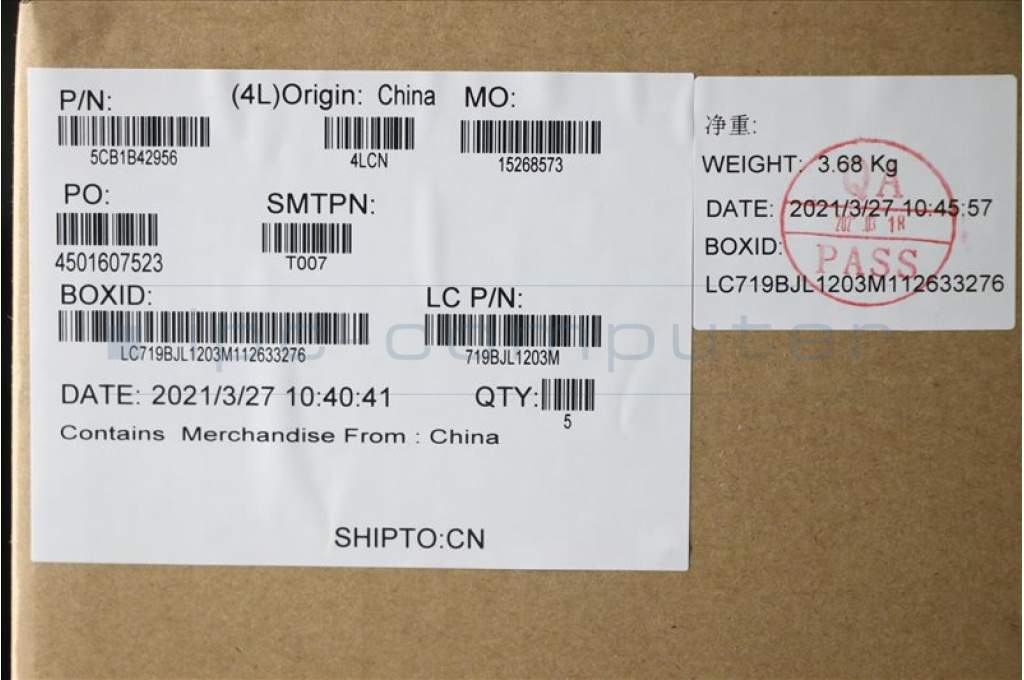 P/N:
5CB1B42956
(4L)Origin: China
4LCN
MO:
15268573
PO:
4501607523
SMTPN:
T007
BOXID:
LC719BJL1203M112633276
LC P/N:
719BJL1203M
DATE: 2021/3/27 10:40:41
QTY:
5
Contains Merchandise From : China
SHIPTO:CN
净重:
WEIGHT: 3.68 Kg
DATE: 2021/3/27 10:45:57
BOXID:
LC719BJL1203M112633276
QA
PASS
ipc computer